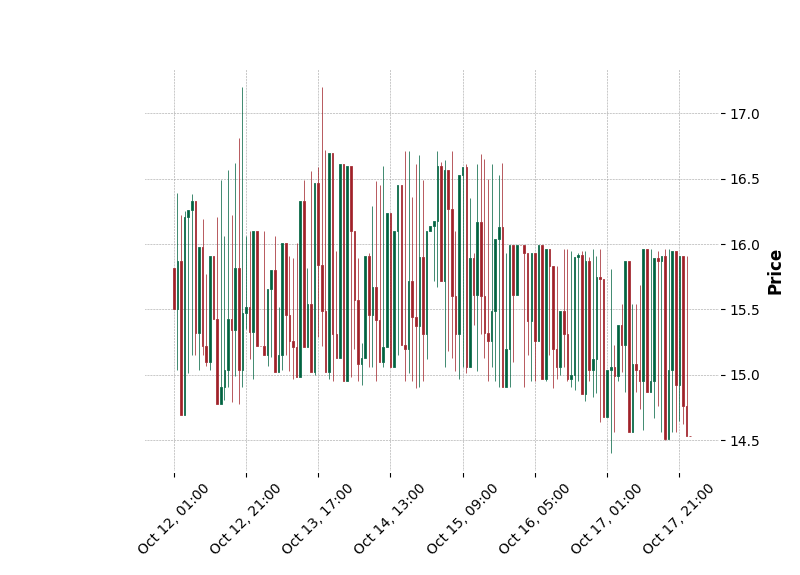 17.0
16.5
16.0
15.5
15.0
14.5
Price
Oct 12, 01:00
Oct 12, 21:00
Oct 13, 17:00
Oct 14, 13:00
Oct 15, 09:00
Oct 16, 05:00
Oct 17, 01:00
Oct 17, 21:00